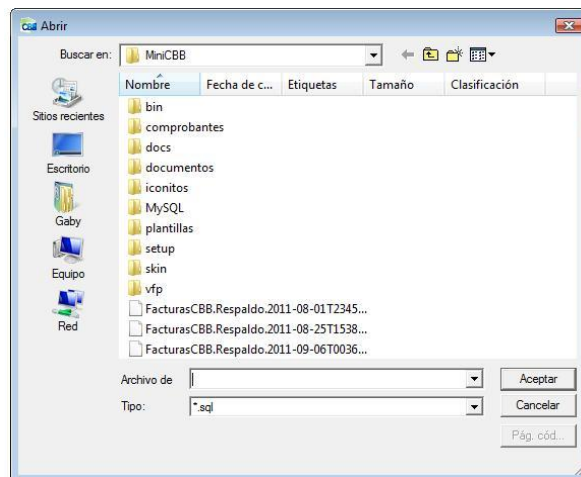 CBB Abrir
Buscar en: MiniCBB
Nombre Fecha de c... Etiquetas Tamaño Clasificación
Sitios recientes
Escritorio
Gaby
Equipo
Red
bin
comprobantes
docs
documentos
iconitos
MySQL
plantillas
setup
skin
vfp
FacturasCBB.Respaldo.2011-08-01T2345...
FacturasCBB.Respaldo.2011-08-25T1538...
FacturasCBB.Respaldo.2011-09-06T0036...
Archivo de Aceptar
Tipo: *.sql Cancelar
Pág. cód...